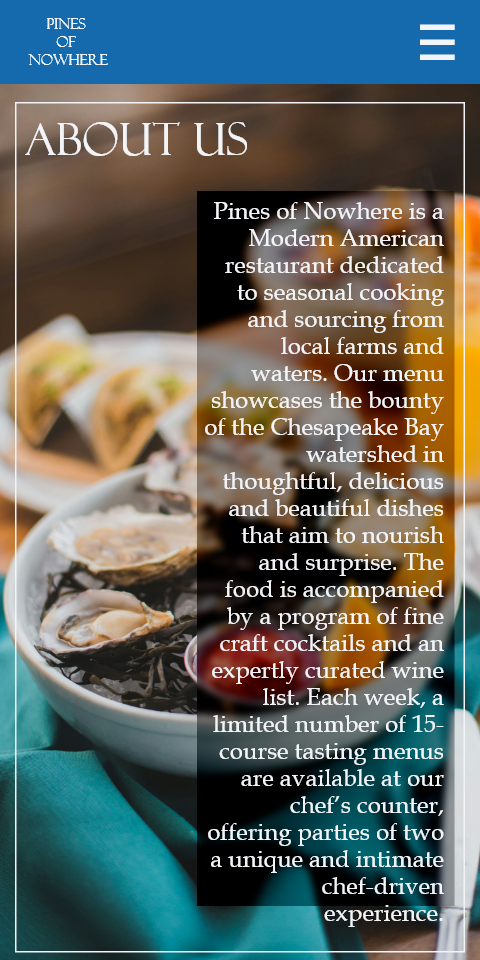 PINES
OF
NOWHERE
ABOUT US
Pines of Nowhere is a
Modern American
restaurant dedicated
to seasonal cooking
and sourcing from
local farms and
waters. Our menu
showcases the bounty
of the Chesapeake Bay
watershed in
thoughtful, delicious
and beautiful dishes
that aim to nourish
and surprise. The
food is accompanied
by a program of fine
craft cocktails and an
expertly curated wine
list. Each week, a
limited number of 15-
course tasting menus
are available at our
chef’s counter,
offering parties of two
a unique and intimate
chef-driven
experience.